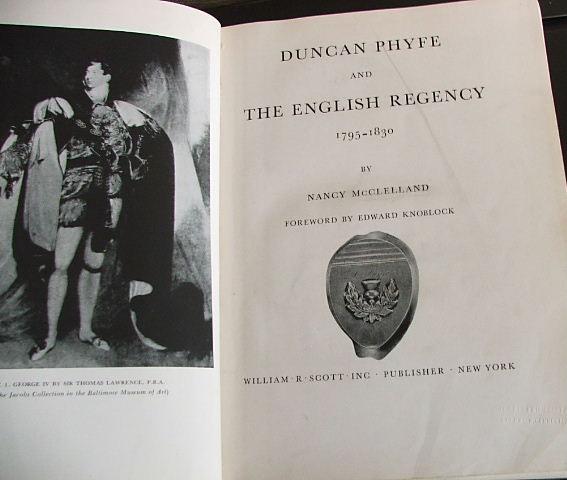 1. GEORGE IV BY SIR THOMAS LAWRENCE, P.R.A.
Jacobs Collection in the Baltimore Museum of Art)
DUNCAN PHYFE
AND
THE ENGLISH REGENCY
1795-1830
BY
NANCY McCLELLAND
FOREWORD BY EDWARD KNOBLOCK
WILLIAM · R · SCOTT · INC · PUBLISHER · NEW YORK